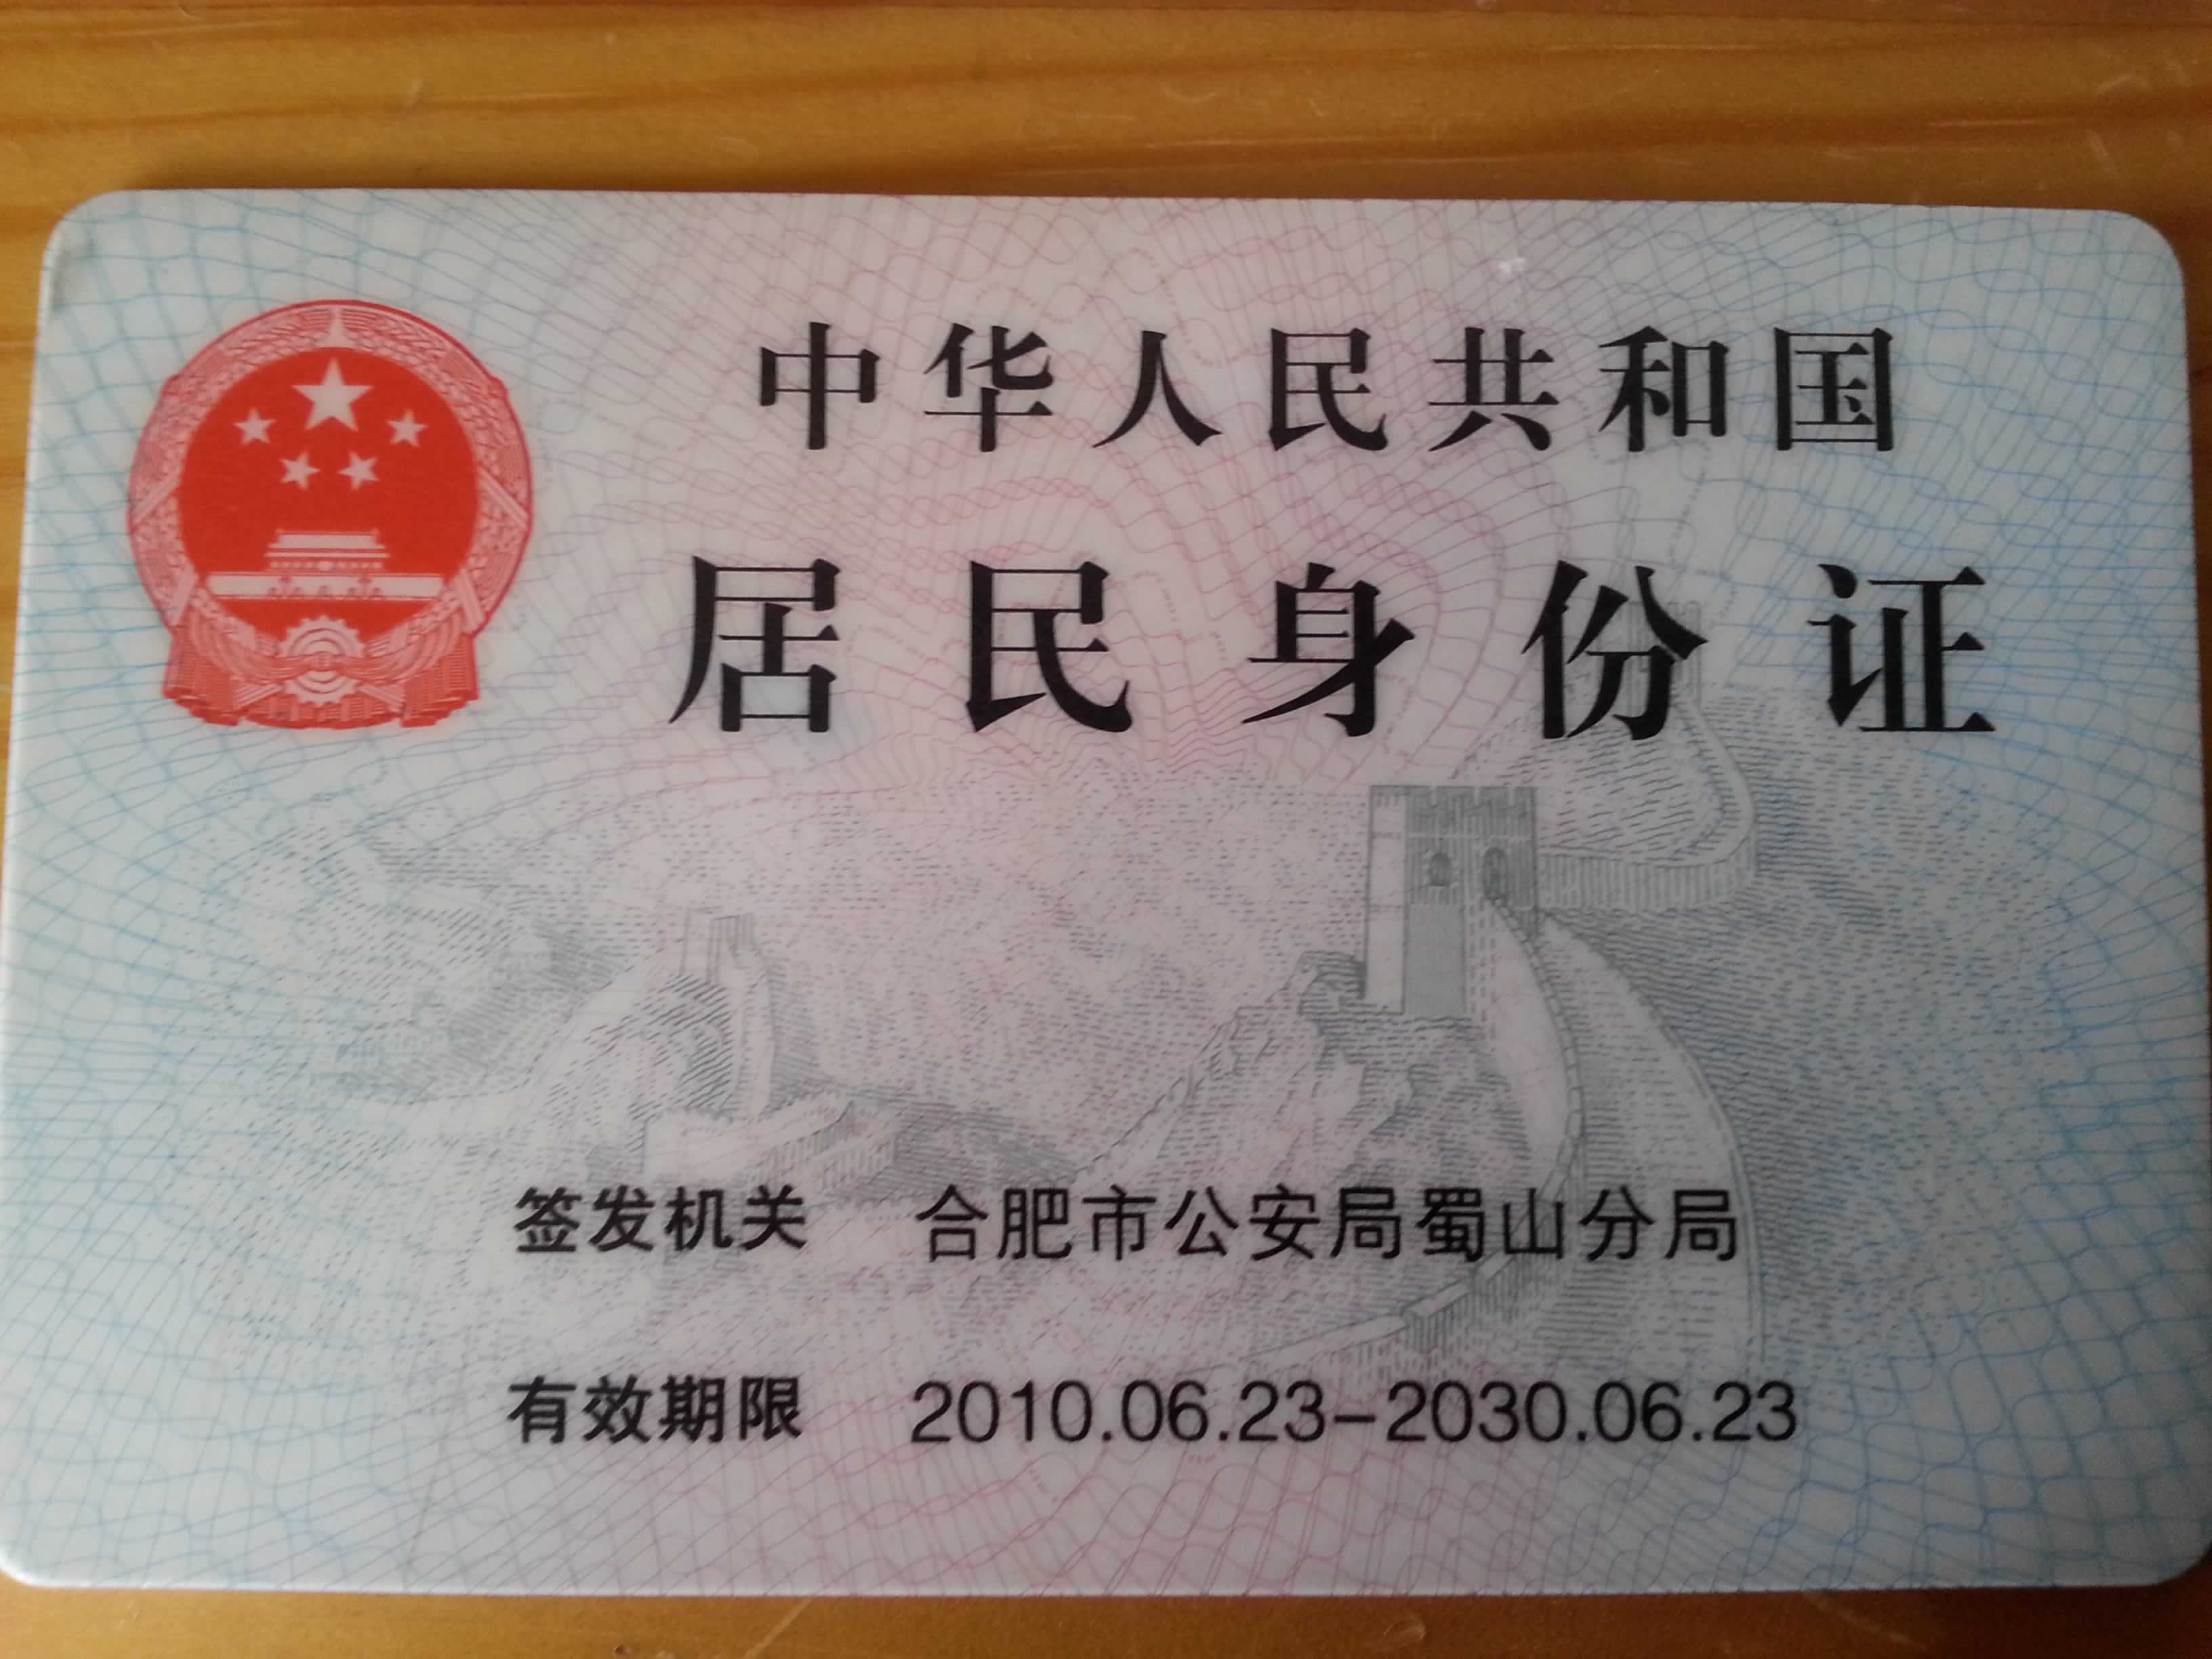 中华人民共和国
居民身份证
签发机关 合肥市公安局蜀山分局
有效期限 2010.06.23-2030.06.23